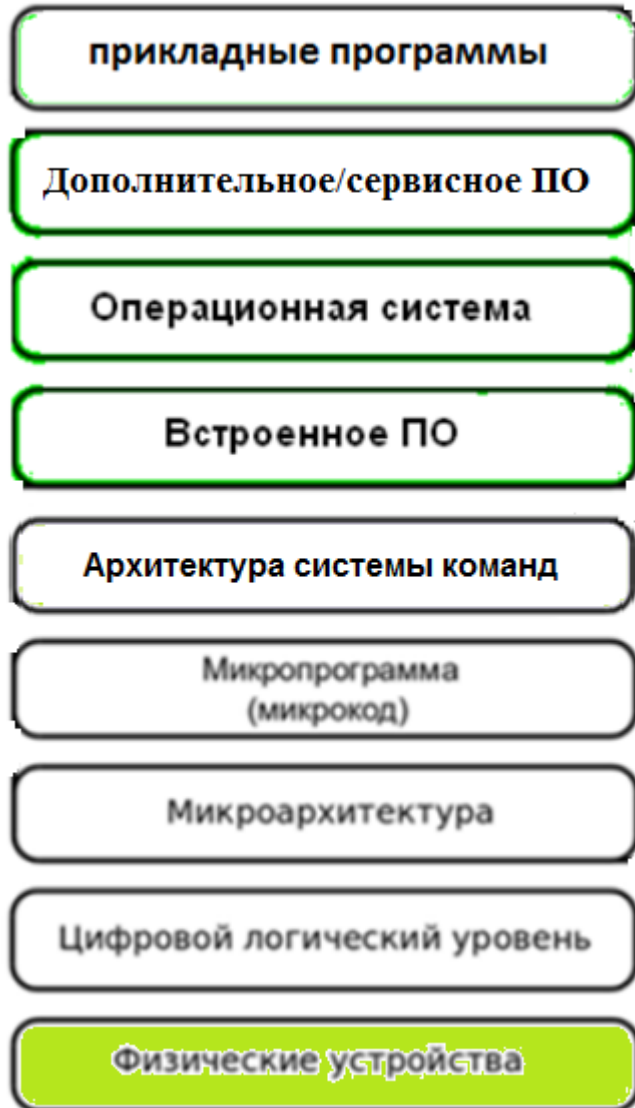 прикладные программы
Дополнительное/сервисное ПО
Операционная система
Встроенное ПО
Архитектура системы команд
Микропрограмма
(микрокод)
Микроархитектура
Цифровой логический уровень
Физические устройства